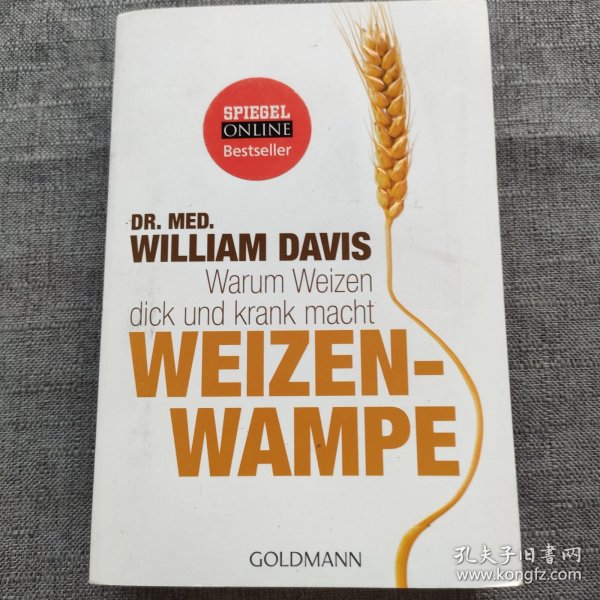 SPIEGEL
ONLINE
Bestseller
DR. MED.
WILLIAM DAVIS
Warum Weizen
dick und krank macht
WEIZEN-
WAMPE
GOLDMANN
孔夫子旧书网
www.kongfz.com